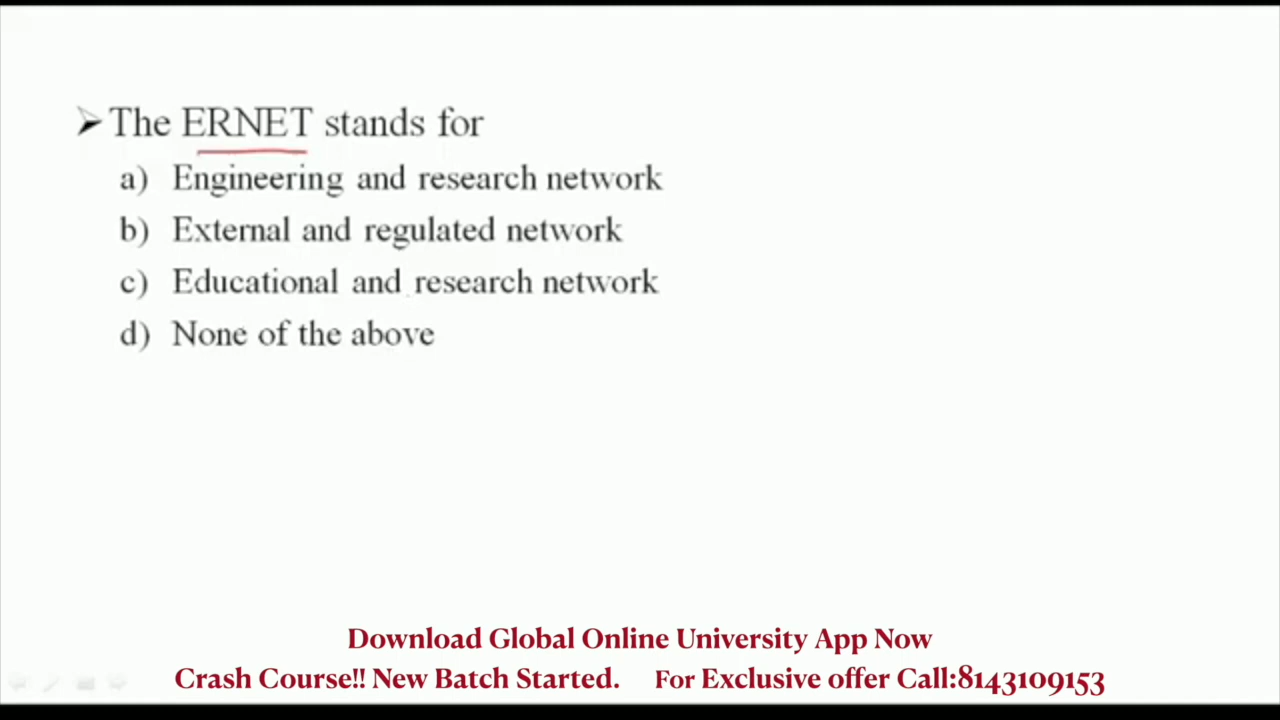 ➢ The ERNET stands for
a) Engineering and research network
b) External and regulated network
c) Educational and research network
d) None of the above
Download Global Online University App Now
Crash Course!! New Batch Started. For Exclusive offer Call:8143109153